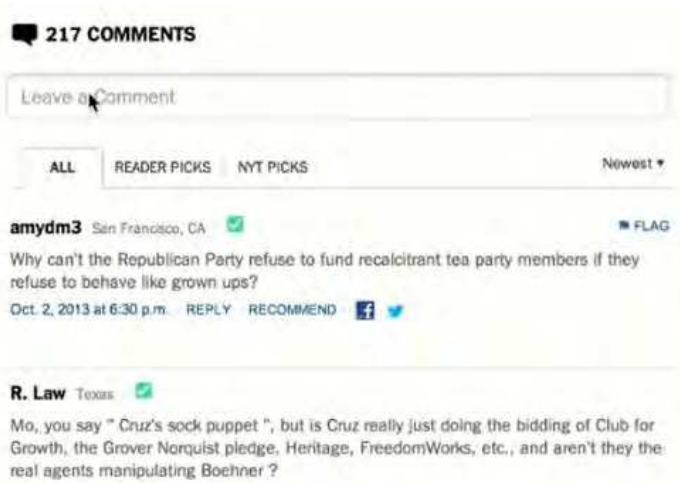 217 COMMENTS
Leave a Comment
ALL READER PICKS NYT PICKS Newest
amydm3 San Francisco, CA FLAG
Why can't the Republican Party refuse to fund recalcitrant tea party members if they
refuse to behave like grown ups?
Oct. 2, 2013 at 6:30 p.m. REPLY RECOMMEND
R. Law Texas
Mo, you say " Cruz's sock puppet ", but is Cruz really just doing the bidding of Club for
Growth, the Grover Norquist pledge, Heritage, FreedomWorks, etc., and aren't they the
real agents manipulating Boehner ?